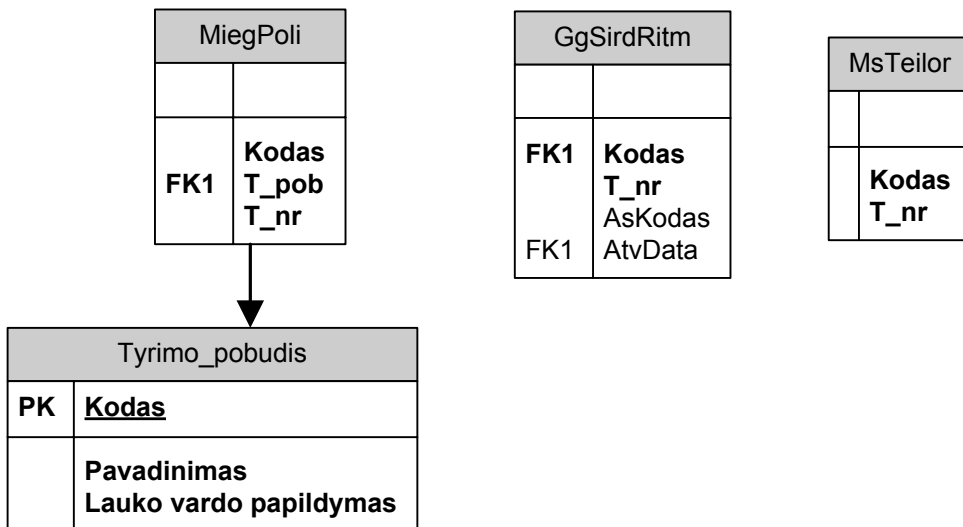 MiegPoli
Kodas
FK1 T_pob
T_nr
GgSirdRitm
FK1 Kodas
T_nr
AsKodas
FK1 AtvData
MsTeilor
Kodas
T_nr
Tyrimo_pobudis
PK Kodas
Pavadinimas
Lauko vardo papildymas